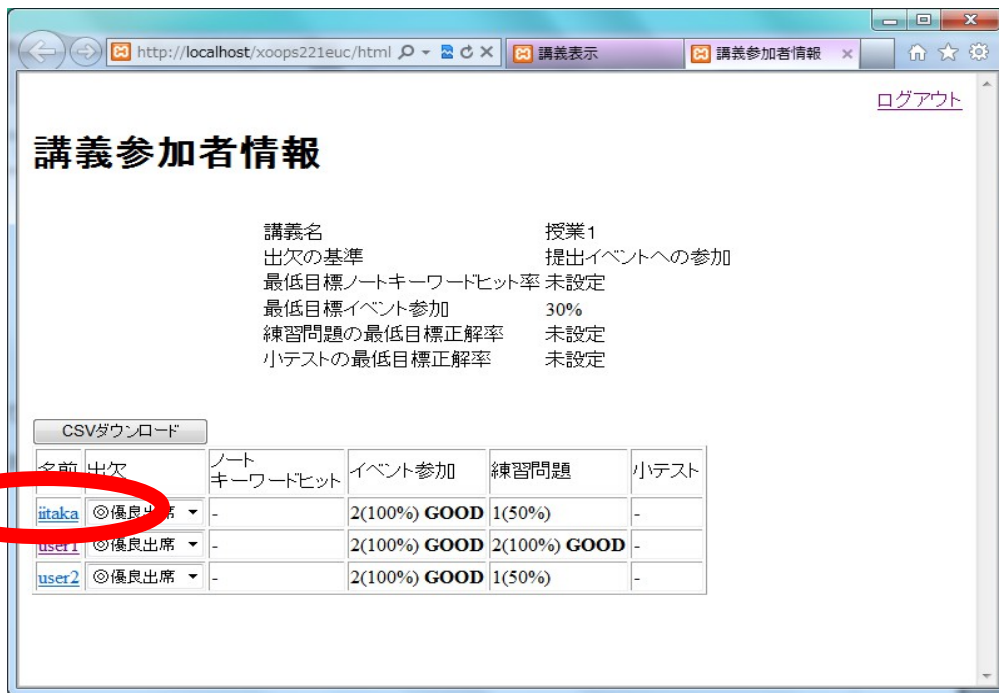 http://localhost/xoops221euc/html
講義表示
講義参加者情報
ログアウト
講義参加者情報
講義名 授業1
出欠の基準 提出イベントへの参加
最低目標ノートキーワードヒット率 未設定
最低目標イベント参加 30%
練習問題の最低目標正解率 未設定
小テストの最低目標正解率 未設定
CSVダウンロード
名前 出欠 ノート
キーワードヒット イベント参加 練習問題 小テスト
iitaka ◎優良出席 - 2(100%) GOOD 1(50%) -
user1 ◎優良出席 - 2(100%) GOOD 2(100%) GOOD -
user2 ◎優良出席 - 2(100%) GOOD 1(50%) -